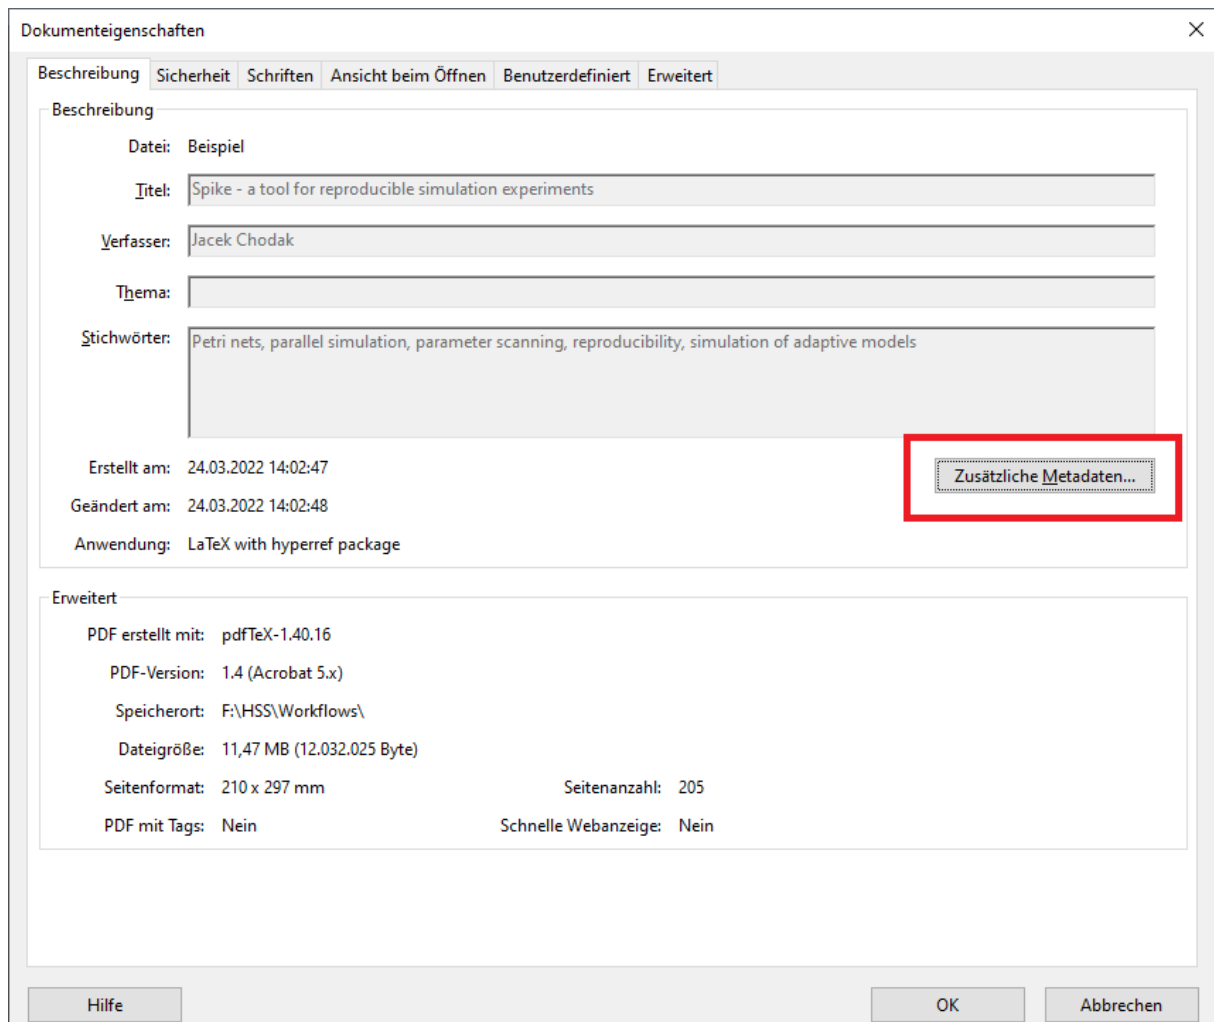 Dokumenteigenschaften
Beschreibung Sicherheit Schriften Ansicht beim Öffnen Benutzerdefiniert Erweitert
Beschreibung
Datei: Beispiel
Titel: Spike - a tool for reproducible simulation experiments
Verfasser: Jacek Chodak
Thema:
Stichwörter: Petri nets, parallel simulation, parameter scanning, reproducibility, simulation of adaptive models
Erstellt am: 24.03.2022 14:02:47
Zusätzliche Metadaten...
Geändert am: 24.03.2022 14:02:48
Anwendung: LaTeX with hyperref package
Erweitert
PDF erstellt mit: pdfTeX-1.40.16
PDF-Version: 1.4 (Acrobat 5.x)
Speicherort: F:\HSS\Workflows\
Dateigröße: 11,47 MB (12.032.025 Byte)
Seitenformat: 210 x 297 mm Seitenanzahl: 205
PDF mit Tags: Nein Schnelle Webanzeige: Nein
Hilfe OK Abbrechen